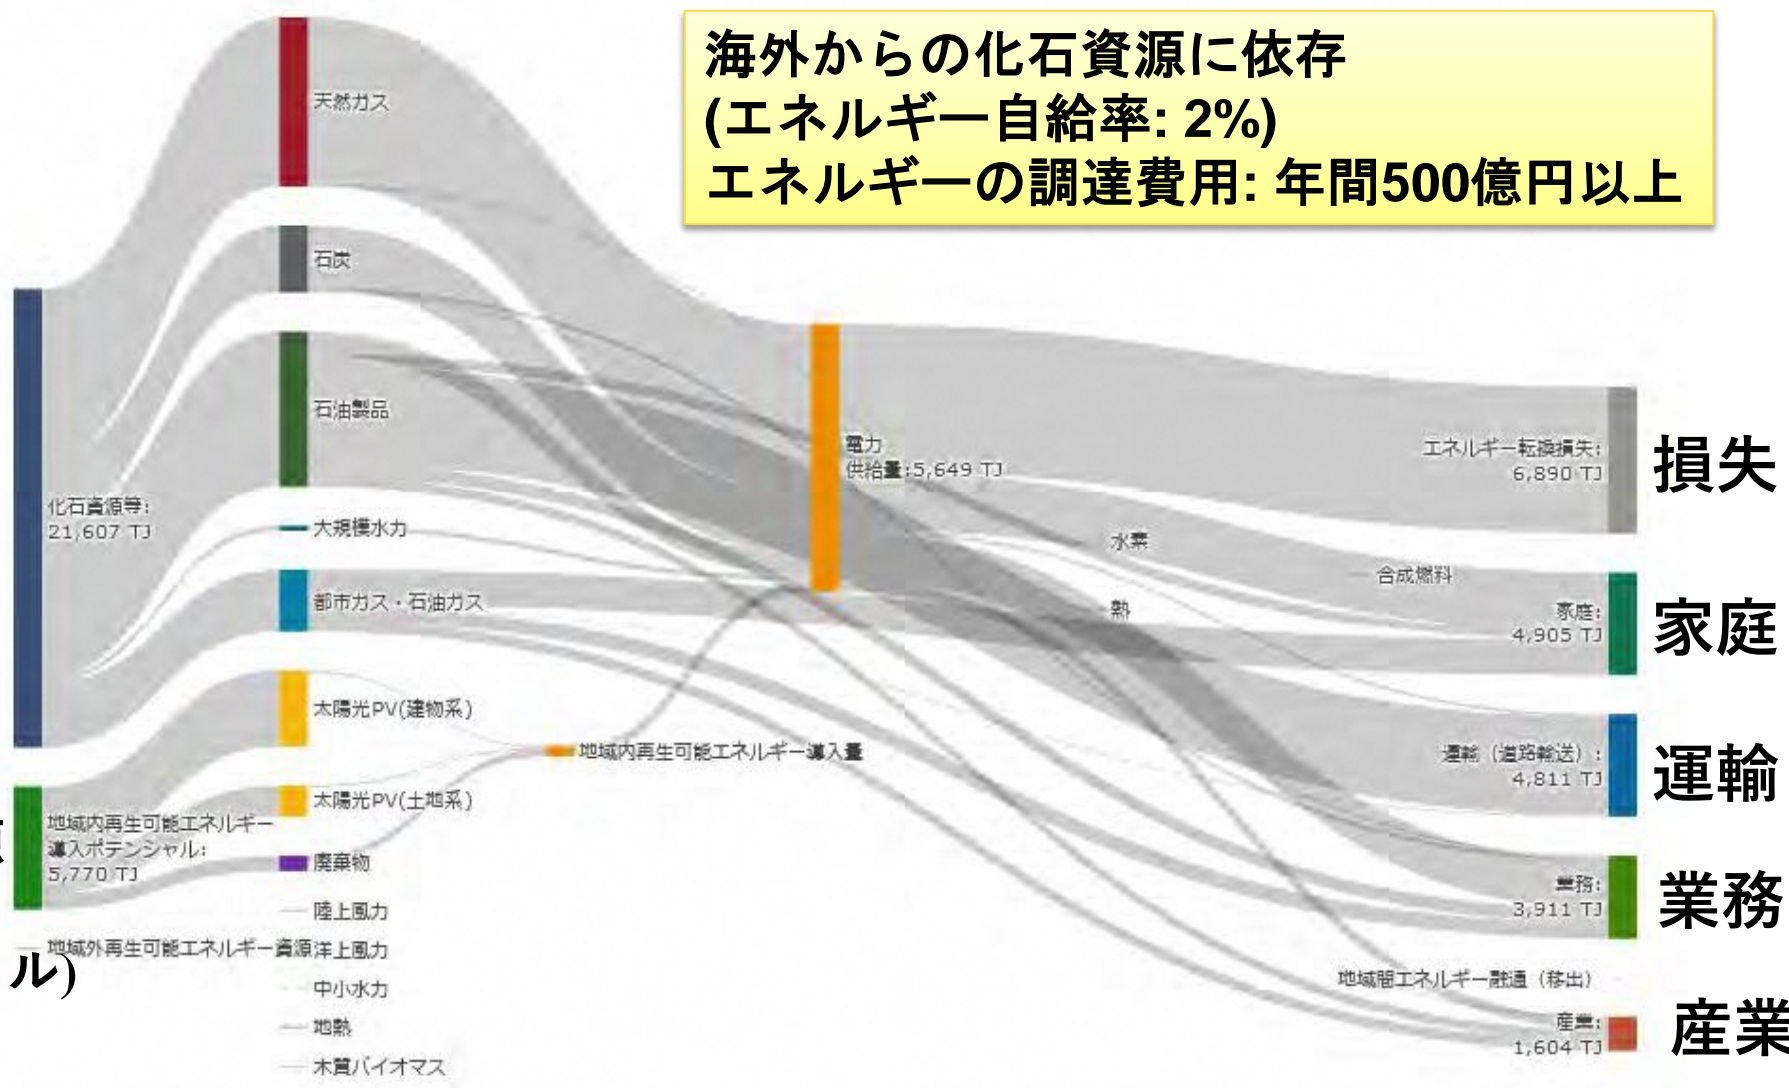 海外からの化石資源に依存
(エネルギー自給率: 2%)
エネルギーの調達費用: 年間500億円以上
天然ガス
石炭
石油製品
化石資源等:
21,607 TJ
大規模水力
都市ガス・石油ガス
太陽光PV(建物系)
太陽光PV(土地系)
地域内再生可能エネルギー
導入ポテンシャル:
5,770 TJ
廃棄物
陸上風力
地域外再生可能エネルギー資源
洋上風力
ル)
中小水力
地熱
木質バイオマス
地域内再生可能エネルギー導入量
電力
供給量:5,649 TJ
水素
合成燃料
熱
エネルギー転換損失:
6,890 TJ
損失
家庭:
4,905 TJ
家庭
運輸（道路輸送）:
4,811 TJ
運輸
業務:
3,911 TJ
業務
地域間エネルギー融通（移出）
産業:
1,604 TJ
産業